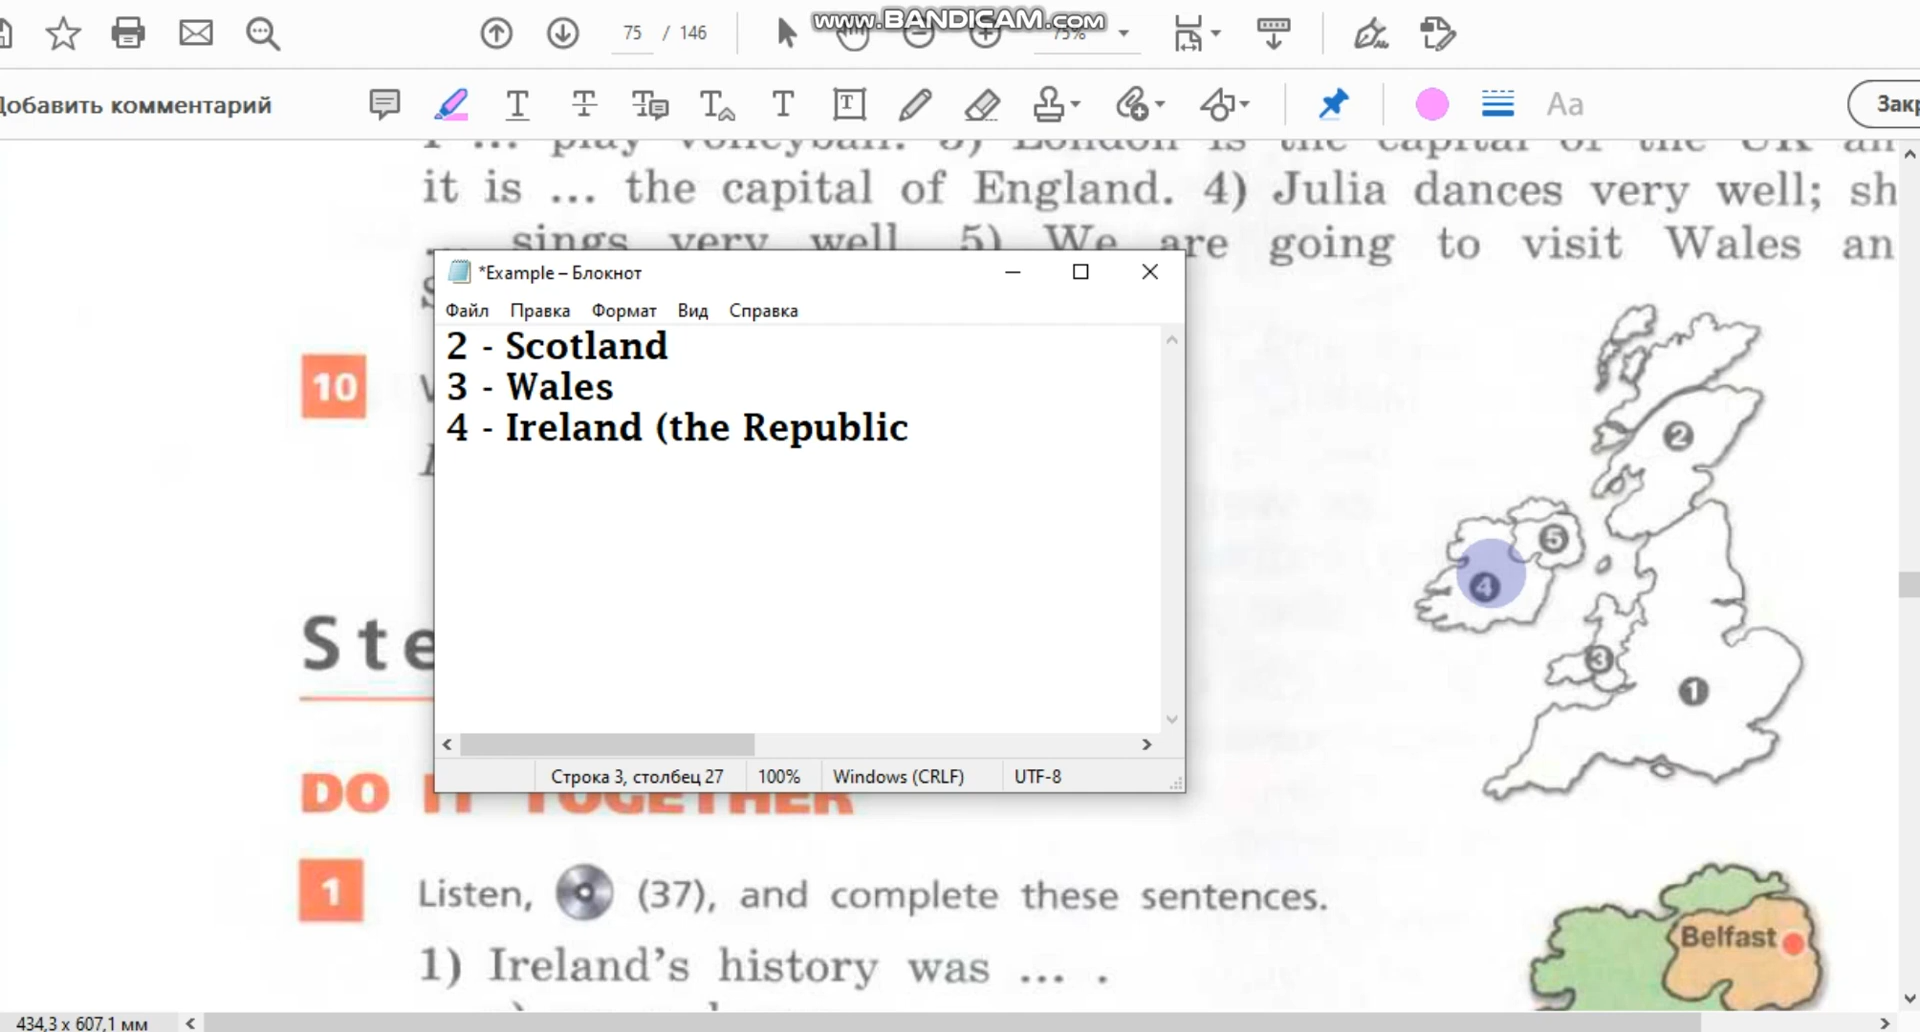 www.BANDICAM.com
75 / 146
75%
Добавить комментарий
Aa
it is ... the capital of England. 4) Julia dances very well; sh
... sings very well. 5) We are going to visit Wales an
*Example – Блокнот
Файл Правка Формат Вид Справка
2 - Scotland
3 - Wales
4 - Ireland (the Republic
Строка 3, столбец 27 100% Windows (CRLF) UTF-8
10
2
5
4
3
1
Ste
DO IT TOGETHER
1 Listen, (37), and complete these sentences.
1) Ireland's history was ... .
Belfast
434,3 x 607,1 мм